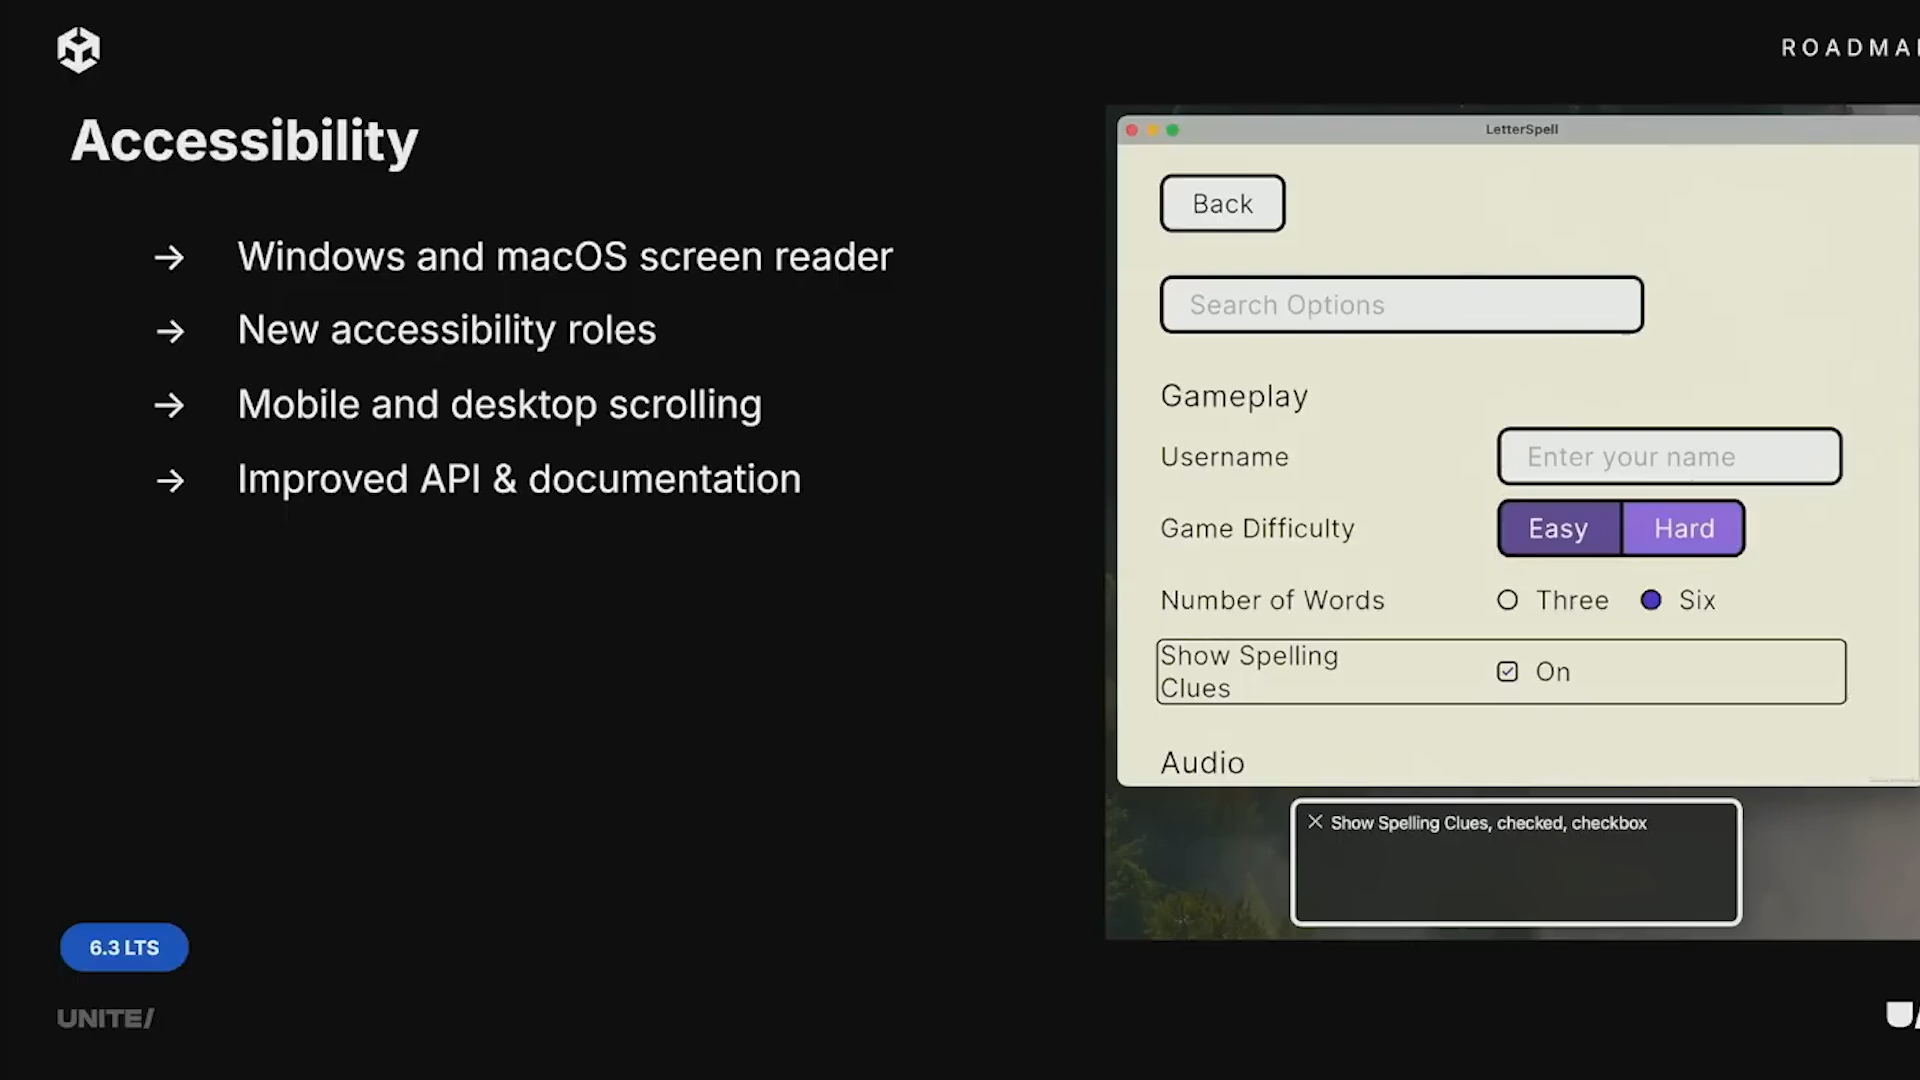 ROADMA
Accessibility
→ Windows and macOS screen reader
→ New accessibility roles
→ Mobile and desktop scrolling
→ Improved API & documentation
LetterSpell
Back
Search Options
Gameplay
Username Enter your name
Game Difficulty Easy Hard
Number of Words Three Six
Show Spelling
Clues
On
Audio
Show Spelling Clues, checked, checkbox
6.3 LTS
UNITE/